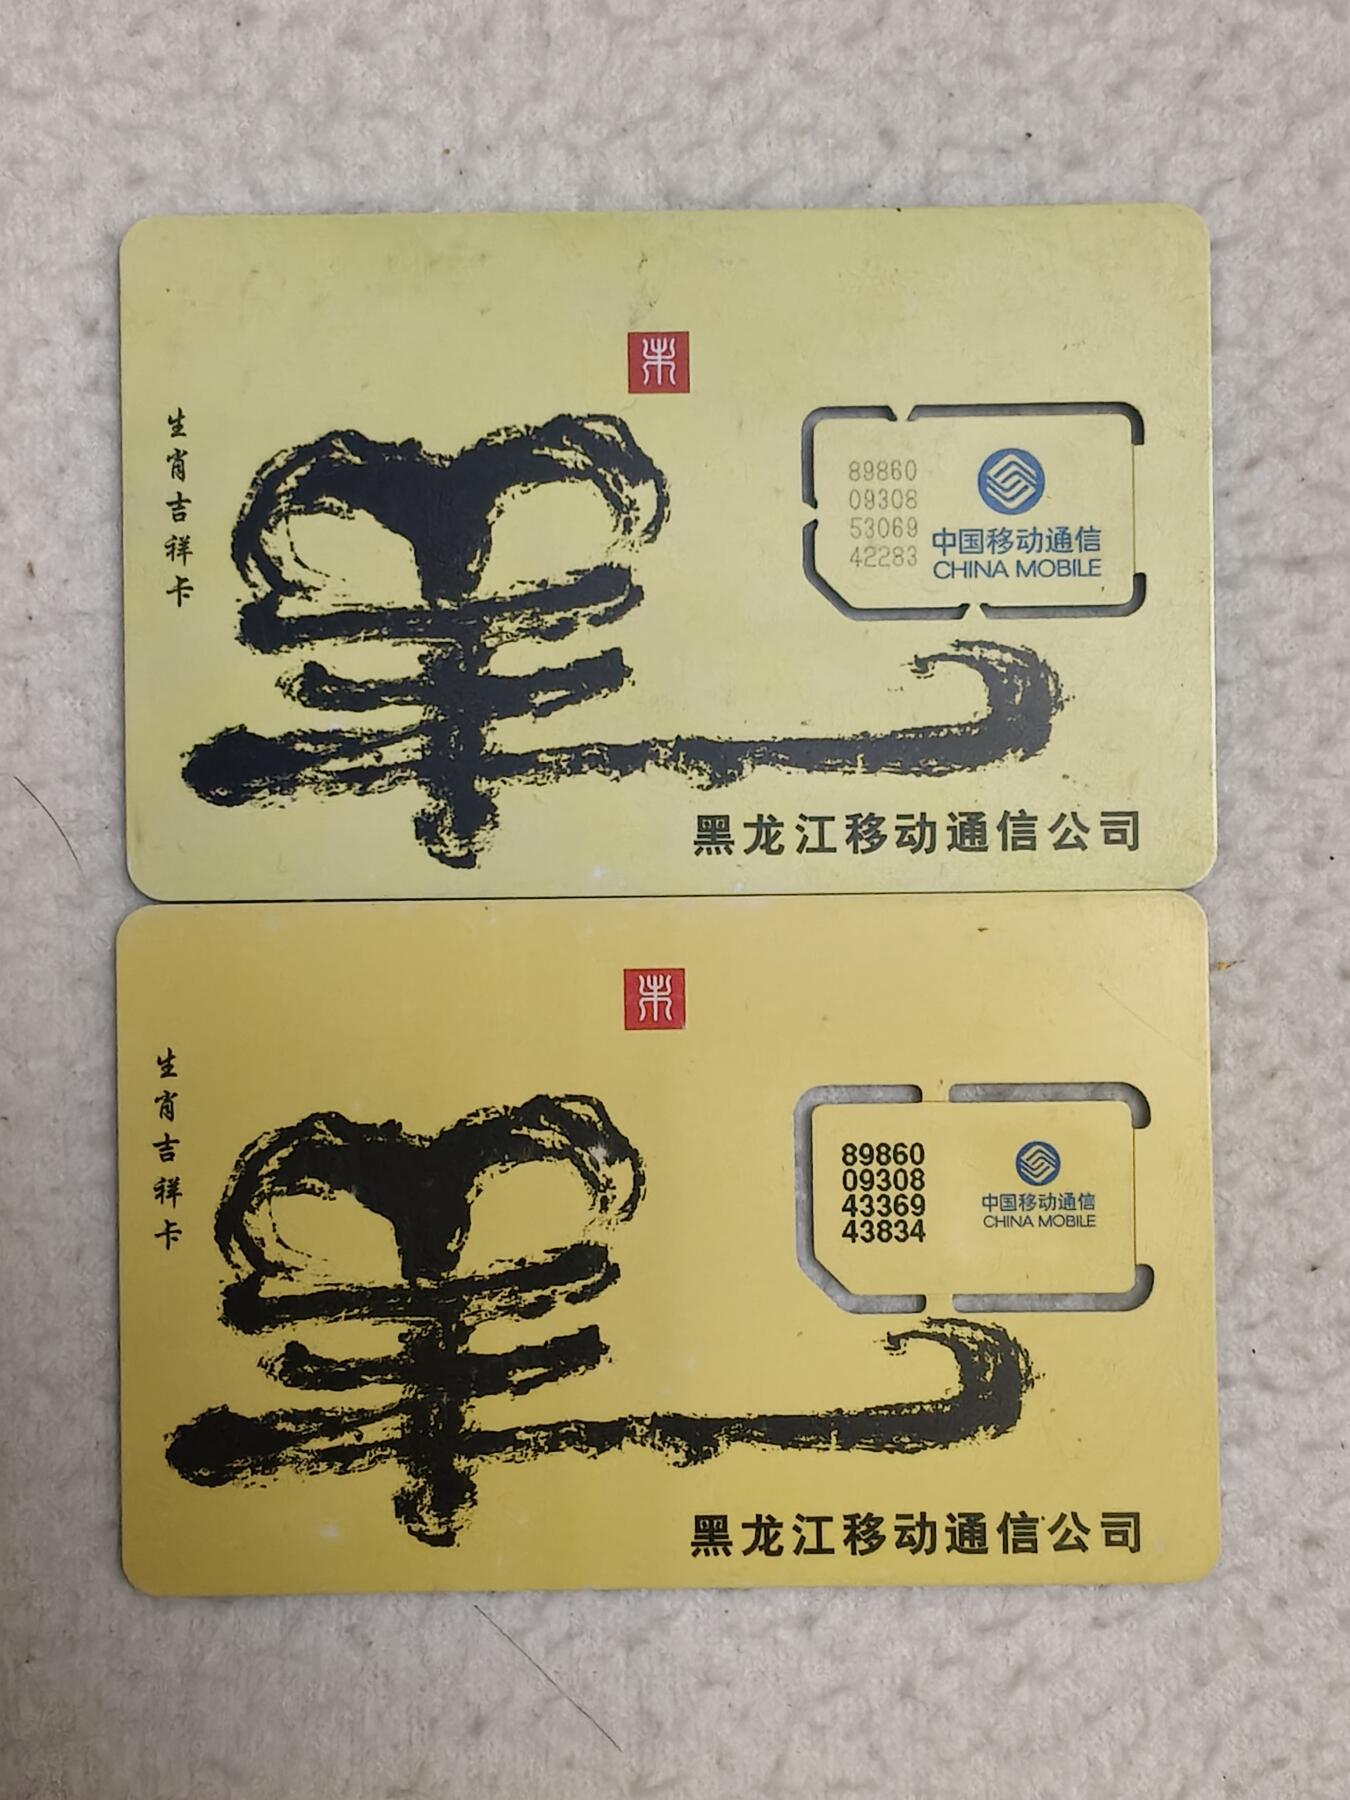 未
生肖吉祥卡
羊
89860
09308
53069
42283
中国移动通信
CHINA MOBILE
黑龙江移动通信公司
未
生肖吉祥卡
羊
89860
09308
43369
43834
中国移动通信
CHINA MOBILE
黑龙江移动通信公司